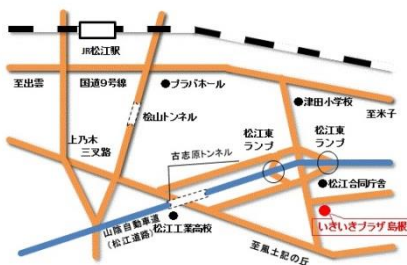 JR松江駅
至出雲
国道9号線
プラバホール
津田小学校
至米子
松山トンネル
上乃木
三叉路
古志原トンネル
松江東
ランプ
松江東
ランプ
松江合同庁舎
いきいきプラザ島根
山陰自動車道
(松江道路)
松江工業高校
至風土記の丘